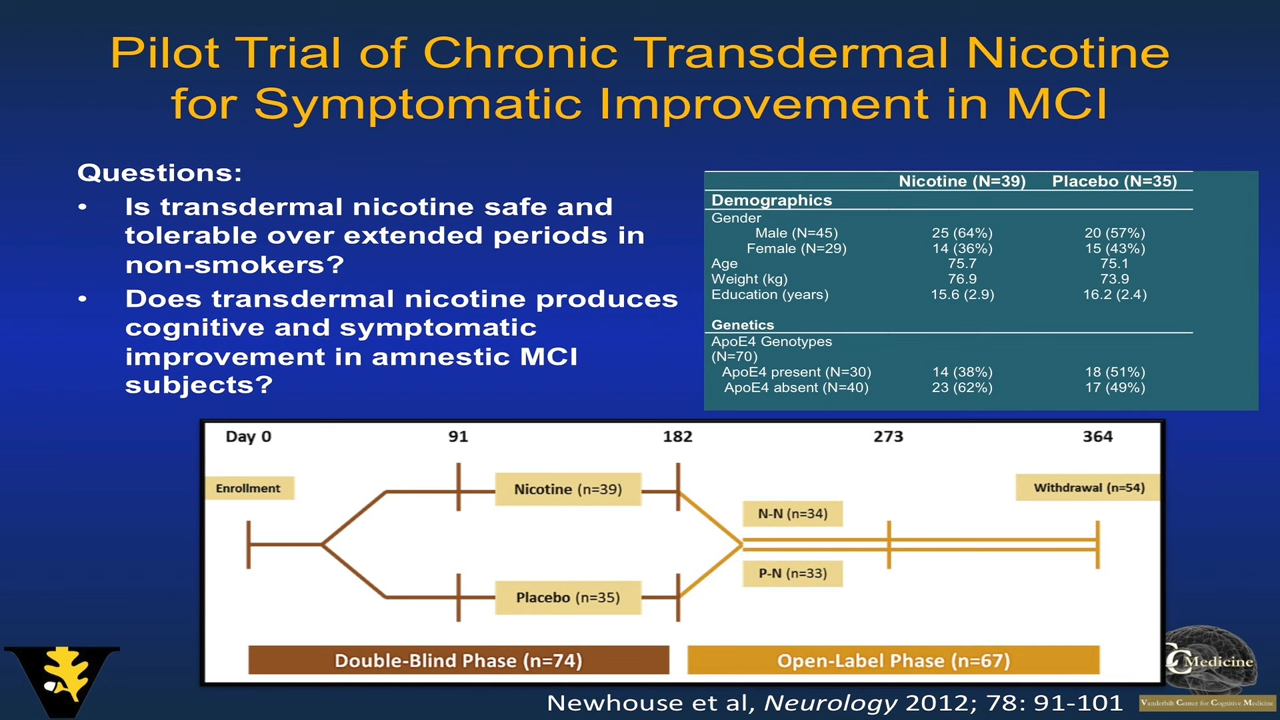 Pilot Trial of Chronic Transdermal Nicotine
for Symptomatic Improvement in MCI
Questions:
• Is transdermal nicotine safe and
tolerable over extended periods in
non-smokers?
• Does transdermal nicotine produces
cognitive and symptomatic
improvement in amnestic MCI
subjects?
Nicotine (N=39) Placebo (N=35)
Demographics
Gender
Male (N=45) 25 (64%) 20 (57%)
Female (N=29) 14 (36%) 15 (43%)
Age 75.7 75.1
Weight (kg) 76.9 73.9
Education (years) 15.6 (2.9) 16.2 (2.4)
Genetics
ApoE4 Genotypes
(N=70)
ApoE4 present (N=30) 14 (38%) 18 (51%)
ApoE4 absent (N=40) 23 (62%) 17 (49%)
Day 0 91 182 273 364
Enrollment
Nicotine (n=39)
Withdrawal (n=54)
N-N (n=34)
P-N (n=33)
Placebo (n=35)
Double-Blind Phase (n=74)
Open-Label Phase (n=67)
Medicine
Vanderbilt Center for Cognitive Medicine
Newhouse et al, Neurology 2012; 78: 91-101